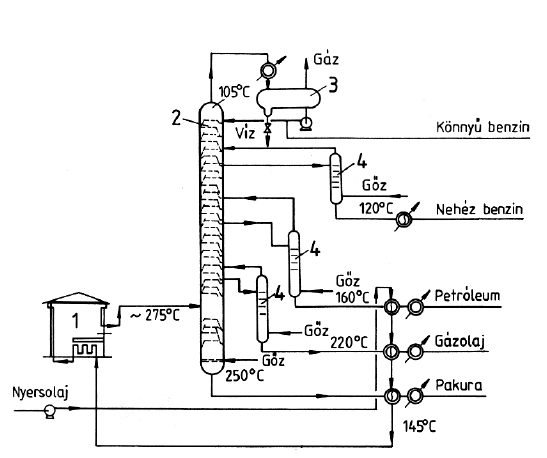 Gáz
105°C
3
2
Víz
Könnyű benzin
4
Gőz
120°C
Nehéz benzin
4
Gőz
160°C
Petróleum
1
~ 275°C
4
Gőz
220°C
Gázolaj
250°C
Gőz
Nyersolaj
Pakura
145°C